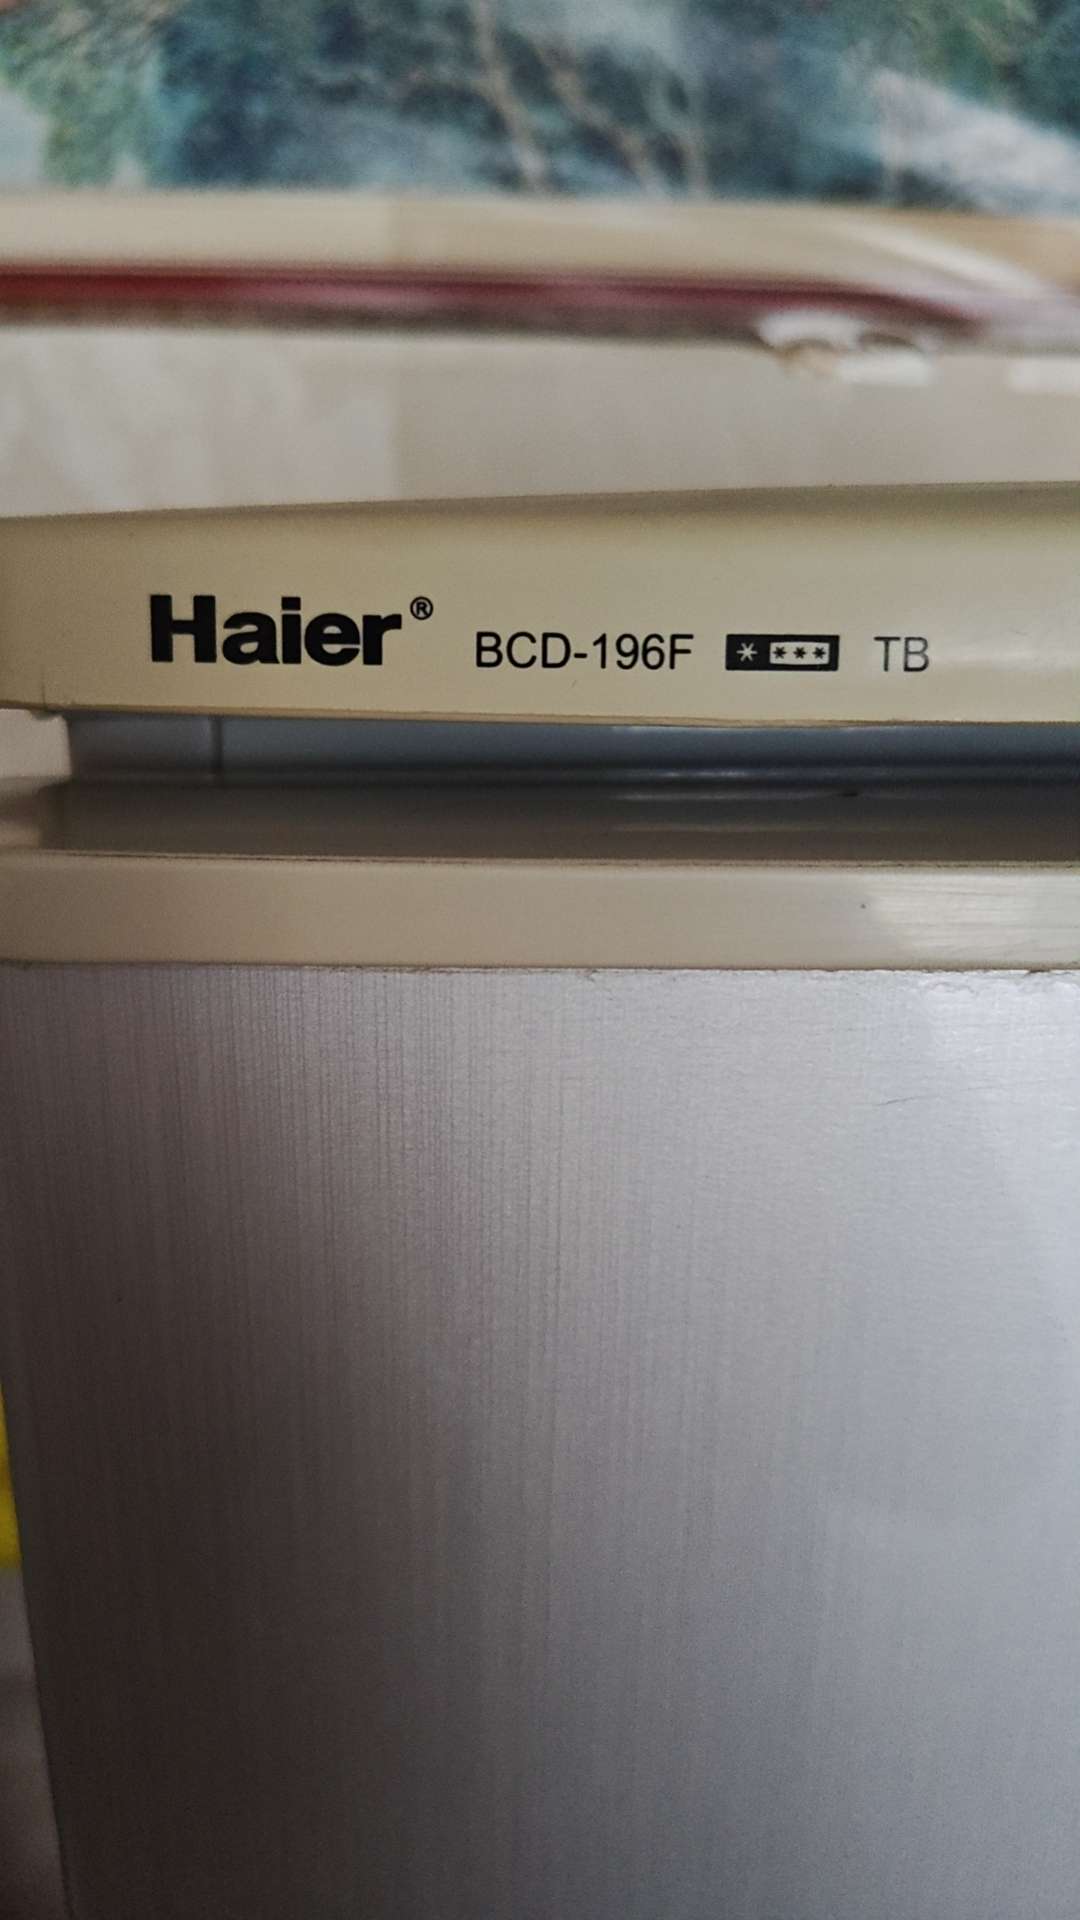 Haier® BCD-196F * *** TB